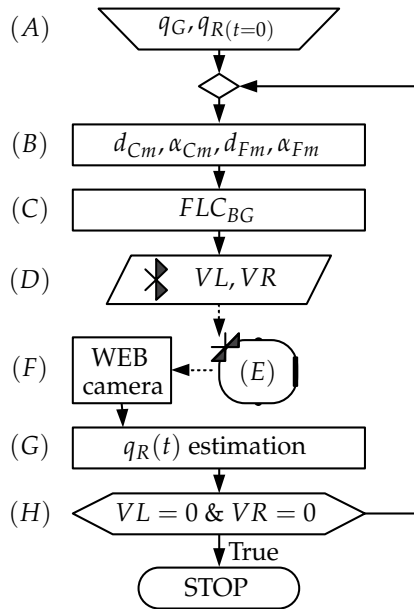 (A) q_G, q_R(t=0)
(B) d_Cm, α_Cm, d_Fm, α_Fm
(C) FLC_BG
(D) VL, VR
(F) WEB camera (E)
(G) q_R(t) estimation
(H) VL = 0 & VR = 0
True
STOP